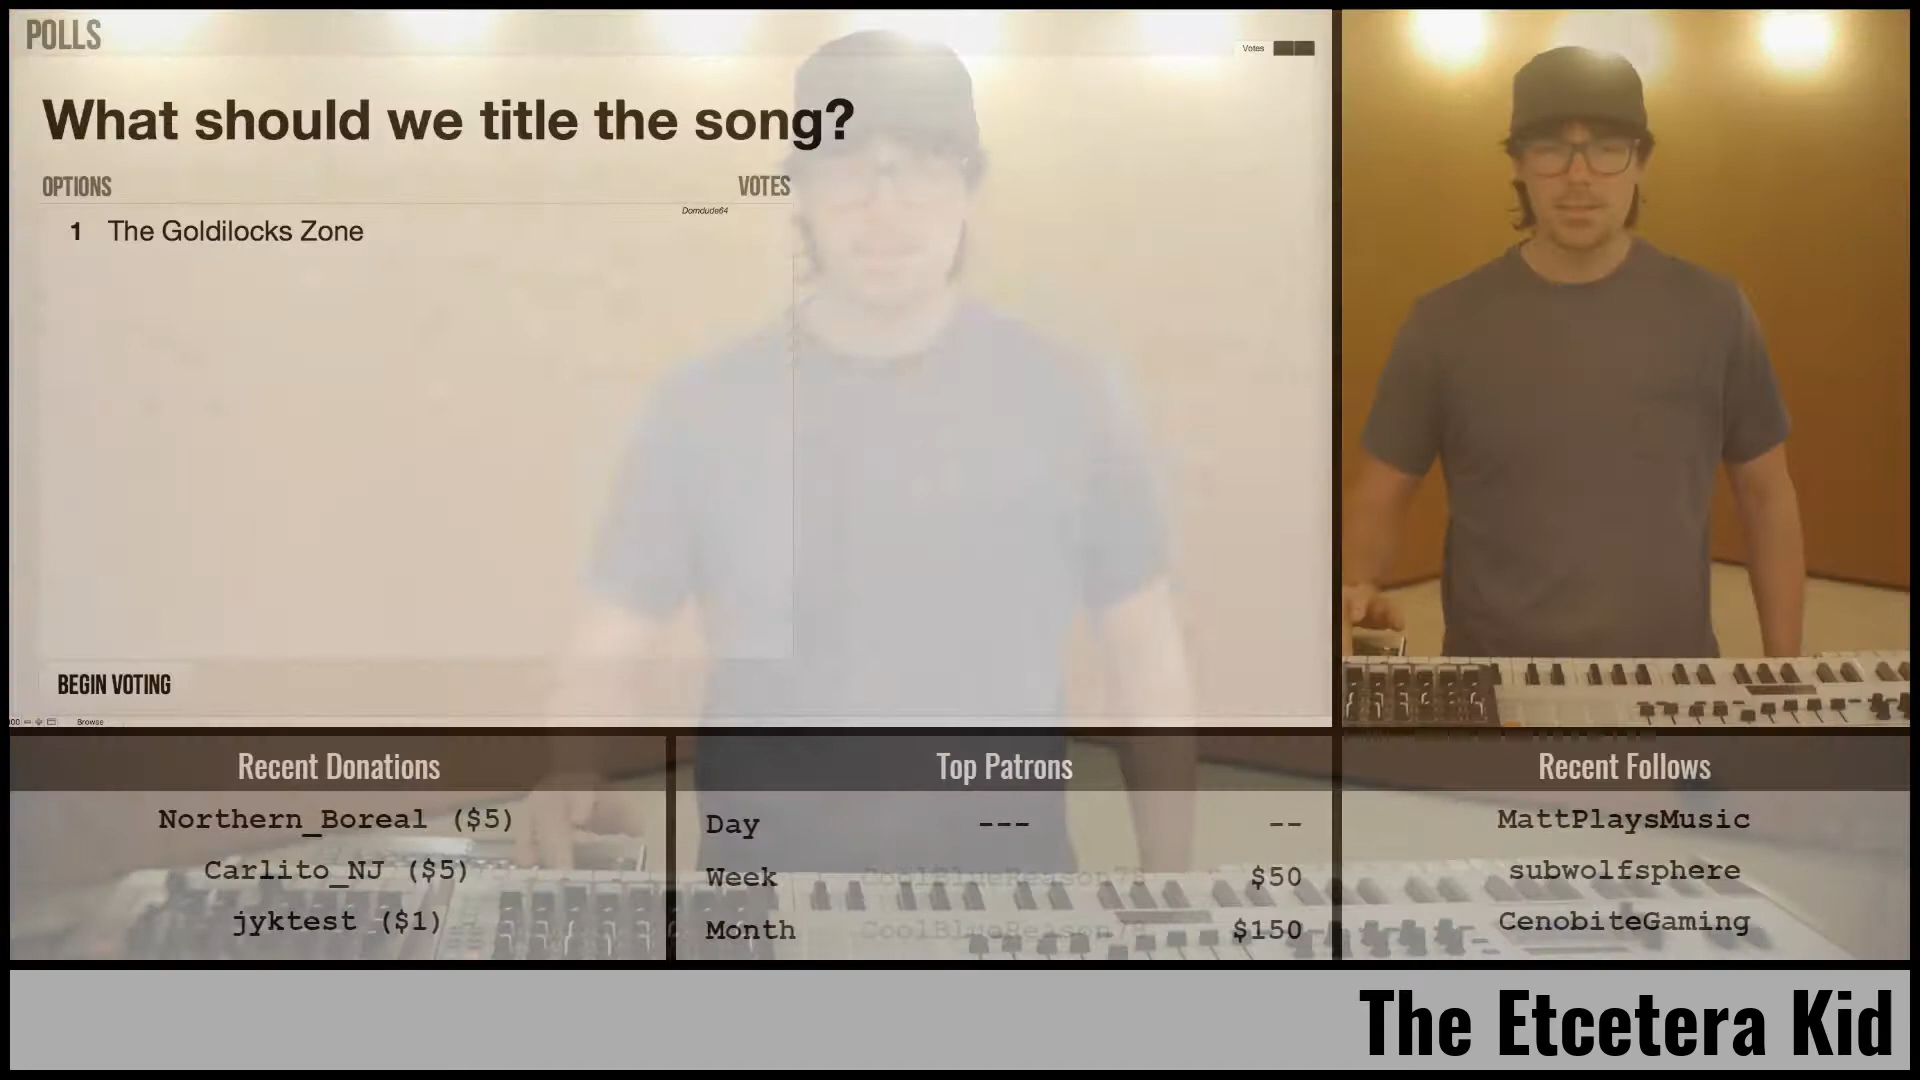 POLLS
Votes
What should we title the song?
OPTIONS
VOTES
Domdude64
1 The Goldilocks Zone
BEGIN VOTING
Browse
Recent Donations
Northern_Boreal ($5)
Carlito_NJ ($5)
jyktest ($1)
Top Patrons
Day --- --
Week CoolBlueReason78 $50
Month CoolBlueReason78 $150
Recent Follows
MattPlaysMusic
subwolfsphere
CenobiteGaming
The Etcetera Kid